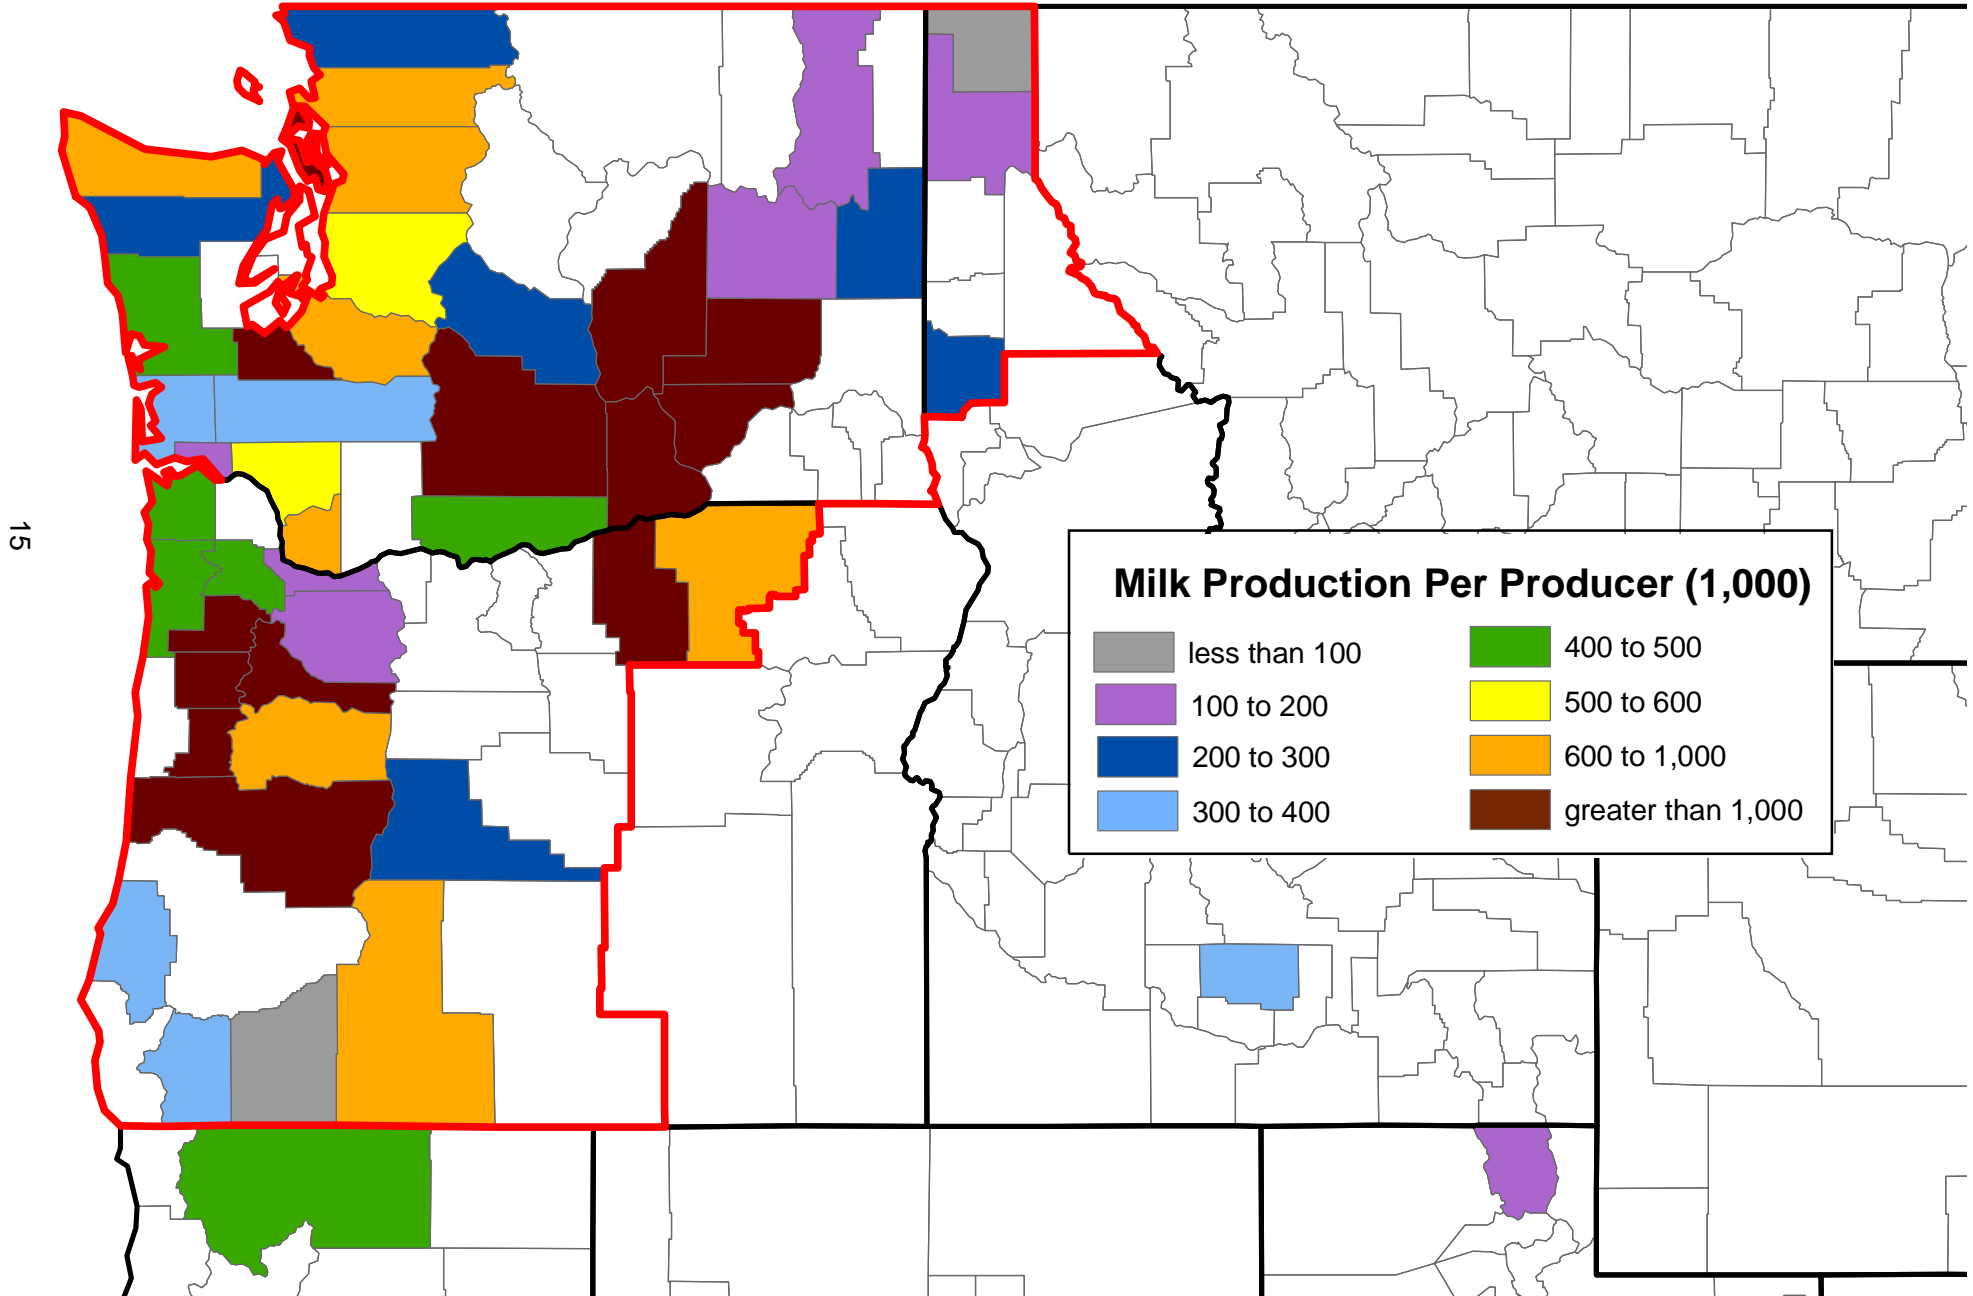 15
Milk Production Per Producer (1,000)
less than 100
100 to 200
200 to 300
300 to 400
400 to 500
500 to 600
600 to 1,000
greater than 1,000